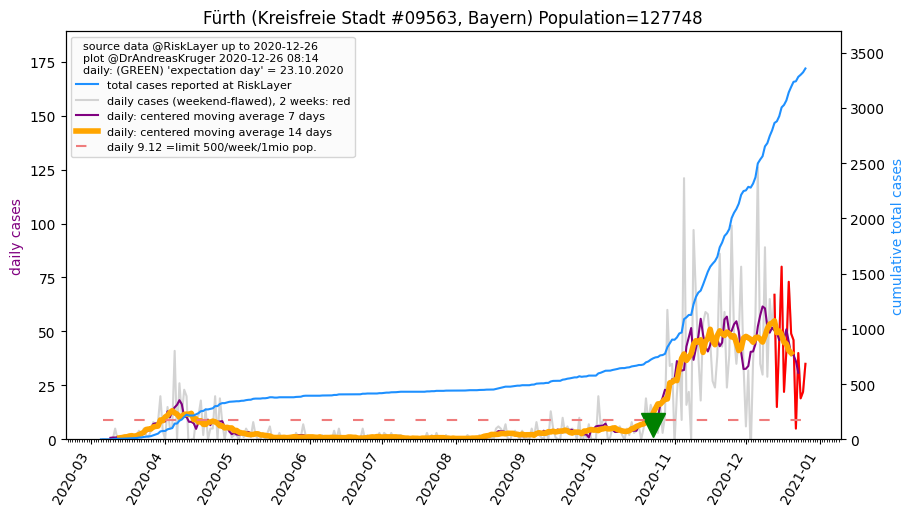 Fürth (Kreisfreie Stadt #09563, Bayern) Population=127748
source data @RiskLayer up to 2020-12-26
plot @DrAndreasKruger 2020-12-26 08:14
daily: (GREEN) 'expectation day' = 23.10.2020
total cases reported at RiskLayer
daily cases (weekend-flawed), 2 weeks: red
daily: centered moving average 7 days
daily: centered moving average 14 days
daily 9.12 =limit 500/week/1mio pop.
daily cases
175
150
125
100
75
50
25
0
cumulative total cases
3500
3000
2500
2000
1500
1000
500
0
2020-03
2020-04
2020-05
2020-06
2020-07
2020-08
2020-09
2020-10
2020-11
2020-12
2021-01